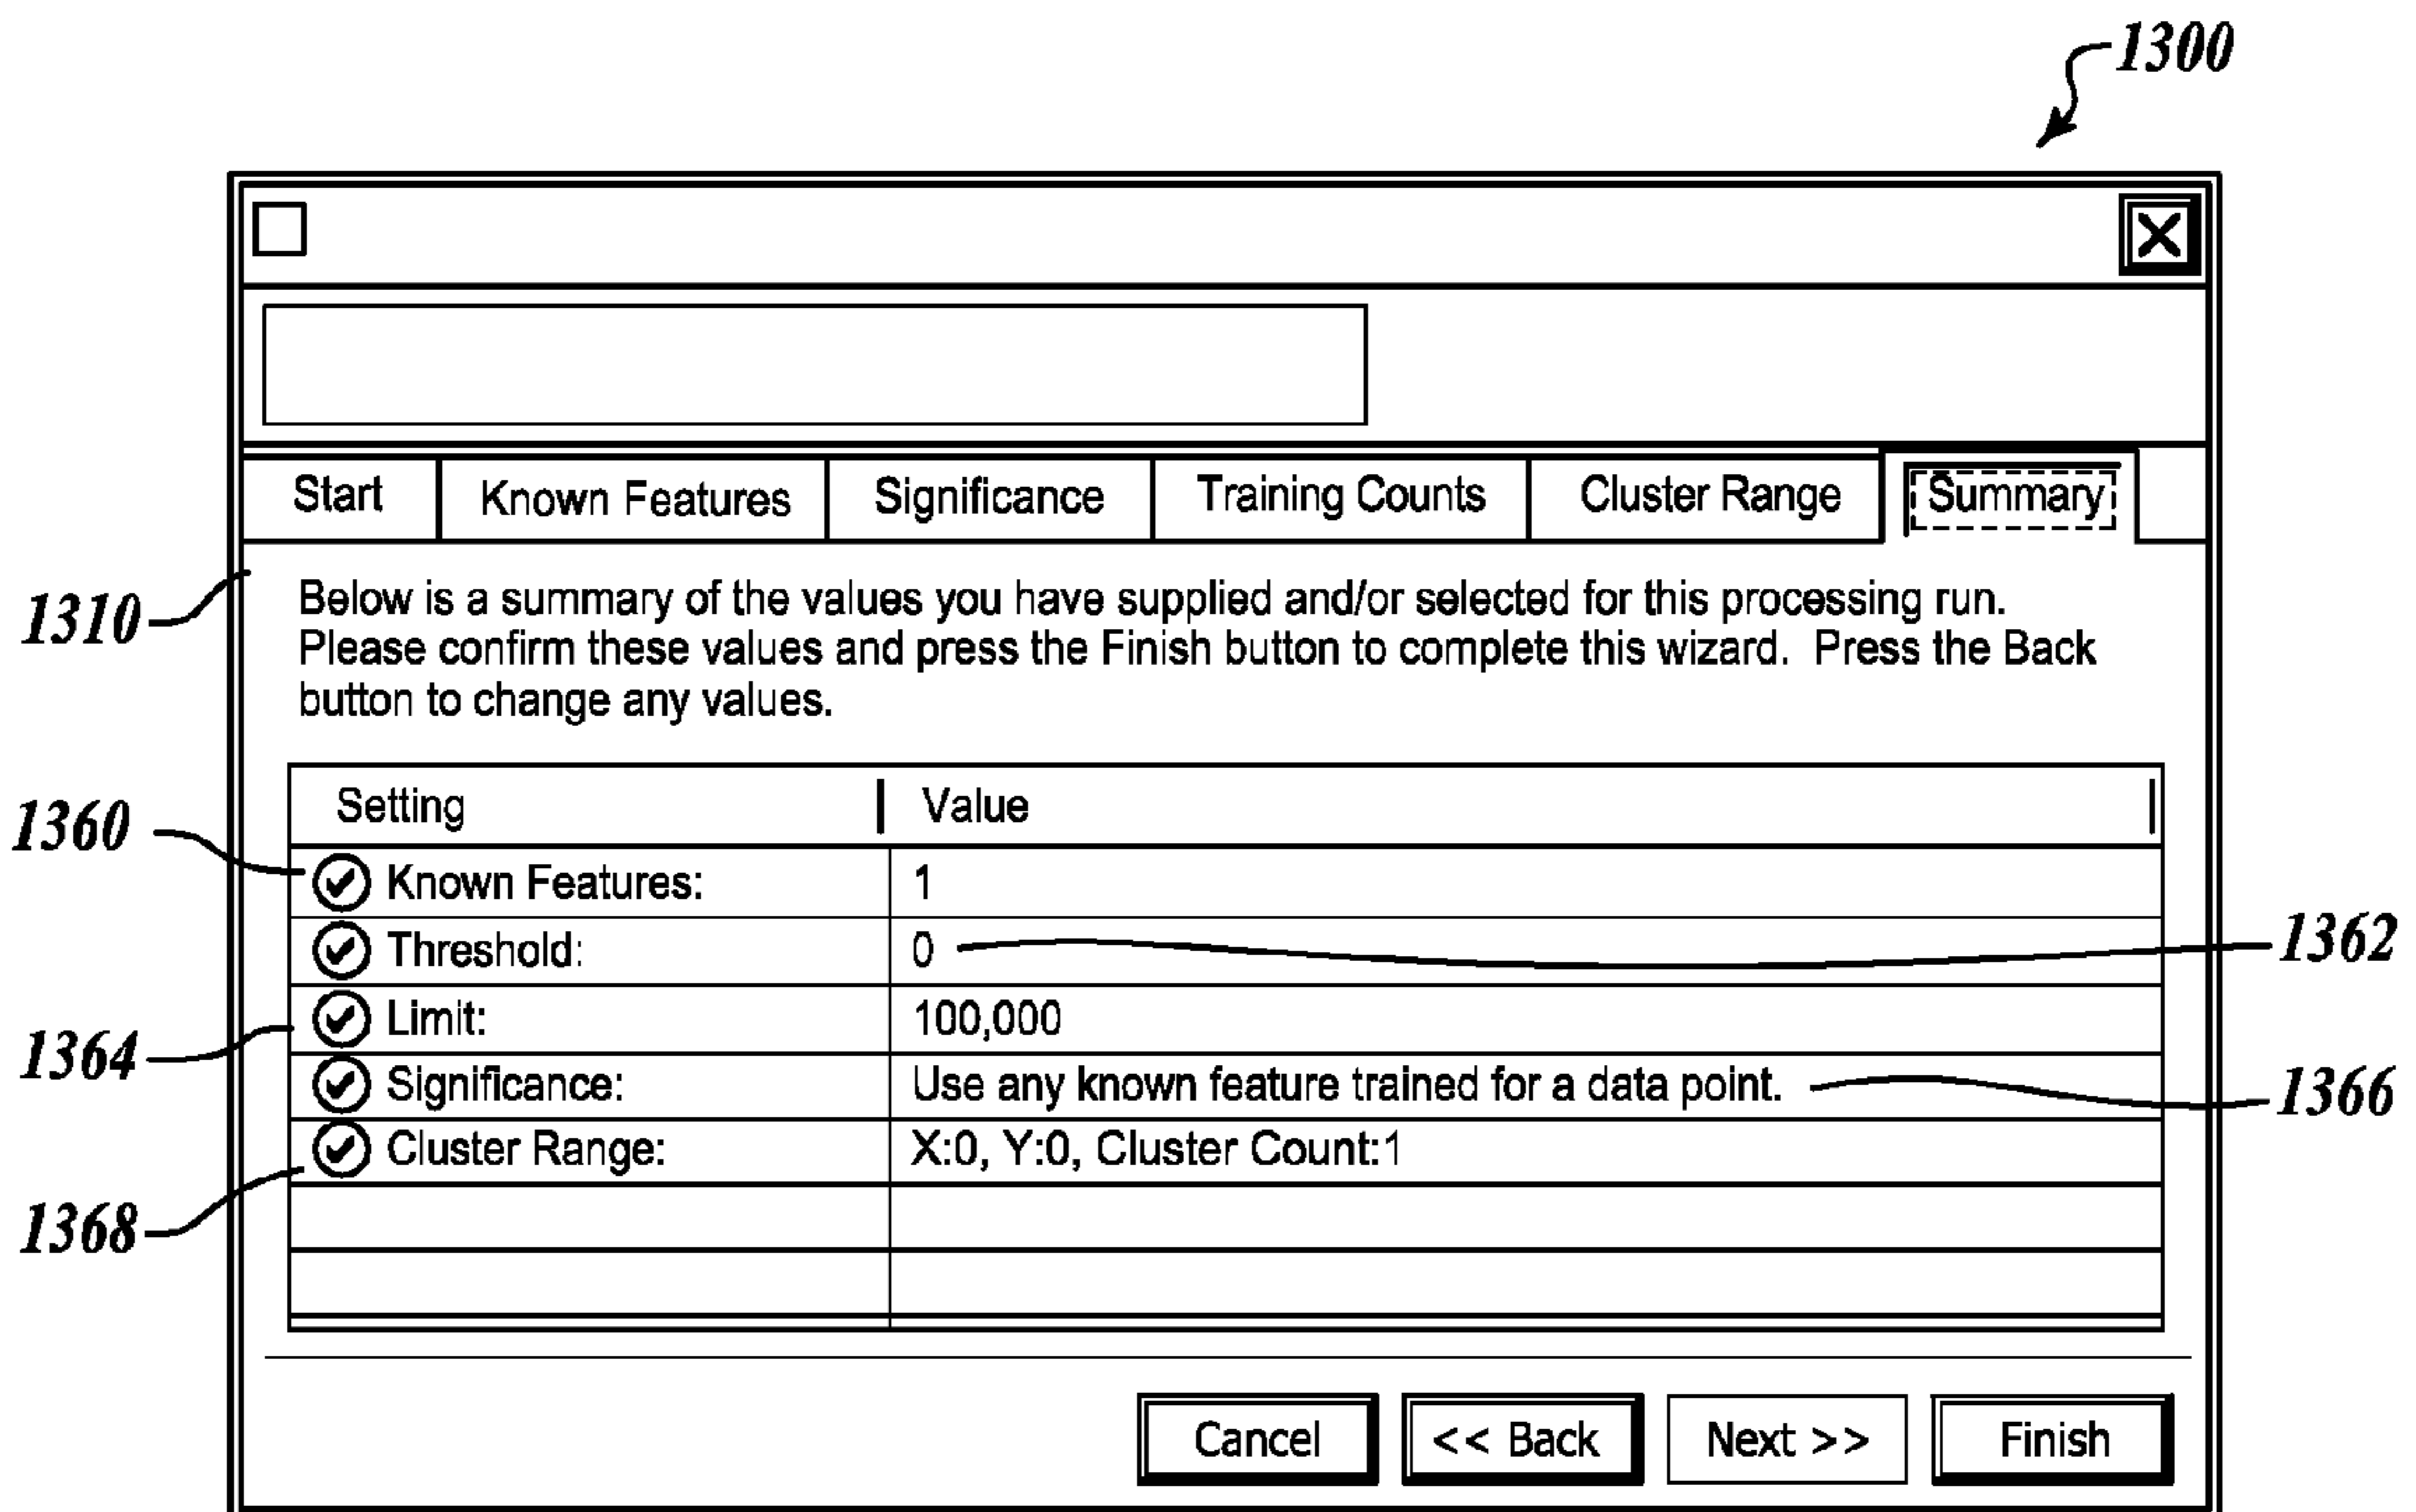 1300
Start Known Features Significance Training Counts Cluster Range Summary
1310
Below is a summary of the values you have supplied and/or selected for this processing run.
Please confirm these values and press the Finish button to complete this wizard.  Press the Back
button to change any values.
Setting Value
1360
Known Features: 1
Threshold: 0
1362
Limit: 100,000
1364
Significance: Use any known feature trained for a data point.
1366
Cluster Range: X:0, Y:0, Cluster Count:1
1368
Cancel << Back Next >> Finish